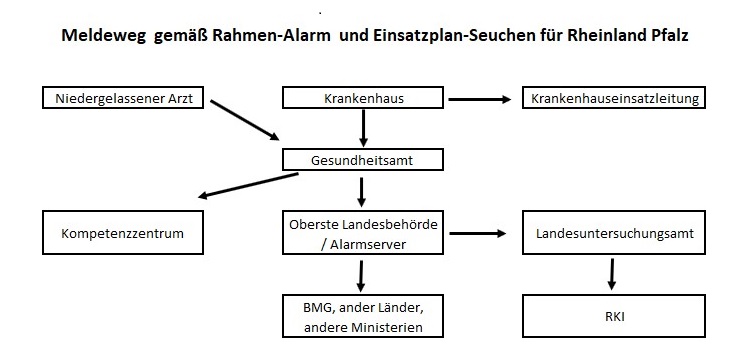 Meldeweg gemäß Rahmen-Alarm und Einsatzplan-Seuchen für Rheinland Pfalz
Niedergelassener Arzt
Krankenhaus
Krankenhauseinsatzleitung
Gesundheitsamt
Kompetenzzentrum
Oberste Landesbehörde
/ Alarmserver
Landesuntersuchungsamt
BMG, ander Länder,
andere Ministerien
RKI